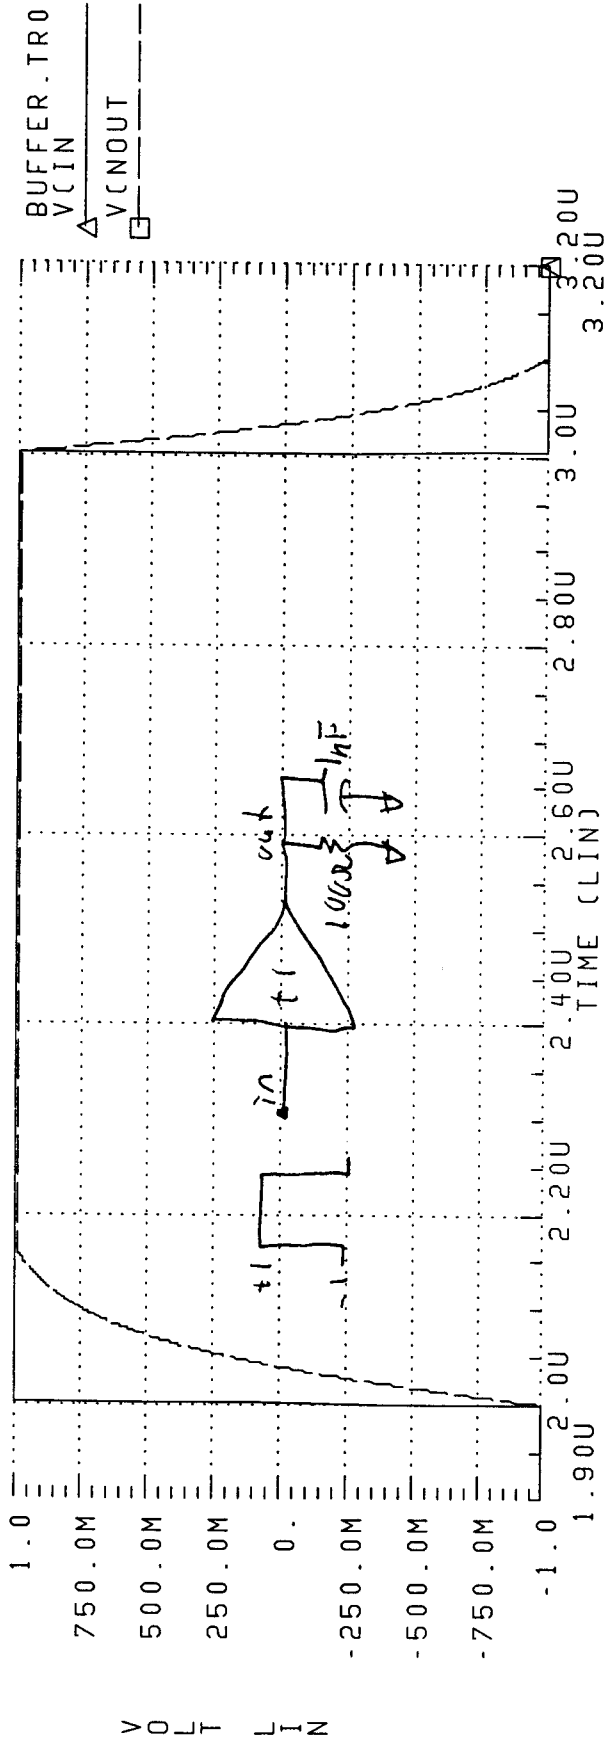 BUFFER.TR0
V(IN
V(NOUT
VOLT LIN
1.0
750.0M
500.0M
250.0M
0.
-250.0M
-500.0M
-750.0M
-1.0
1.90U
2.0U
2.20U
2.40U
2.60U
2.80U
3.0U
3.20U
3.20U
TIME (LIN)
+1
-1
in
+1
out
100Ω
1nF